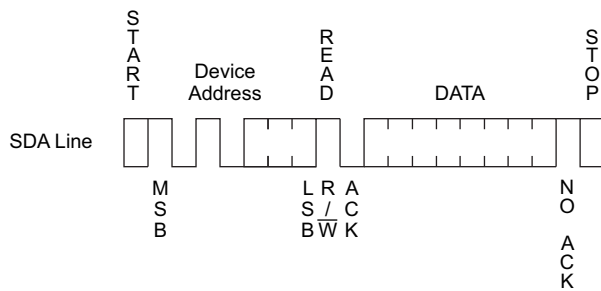 START
READ
STOP
Device
Address
DATA
SDA Line
MSB
LSB
R/W̅
ACK
NO ACK